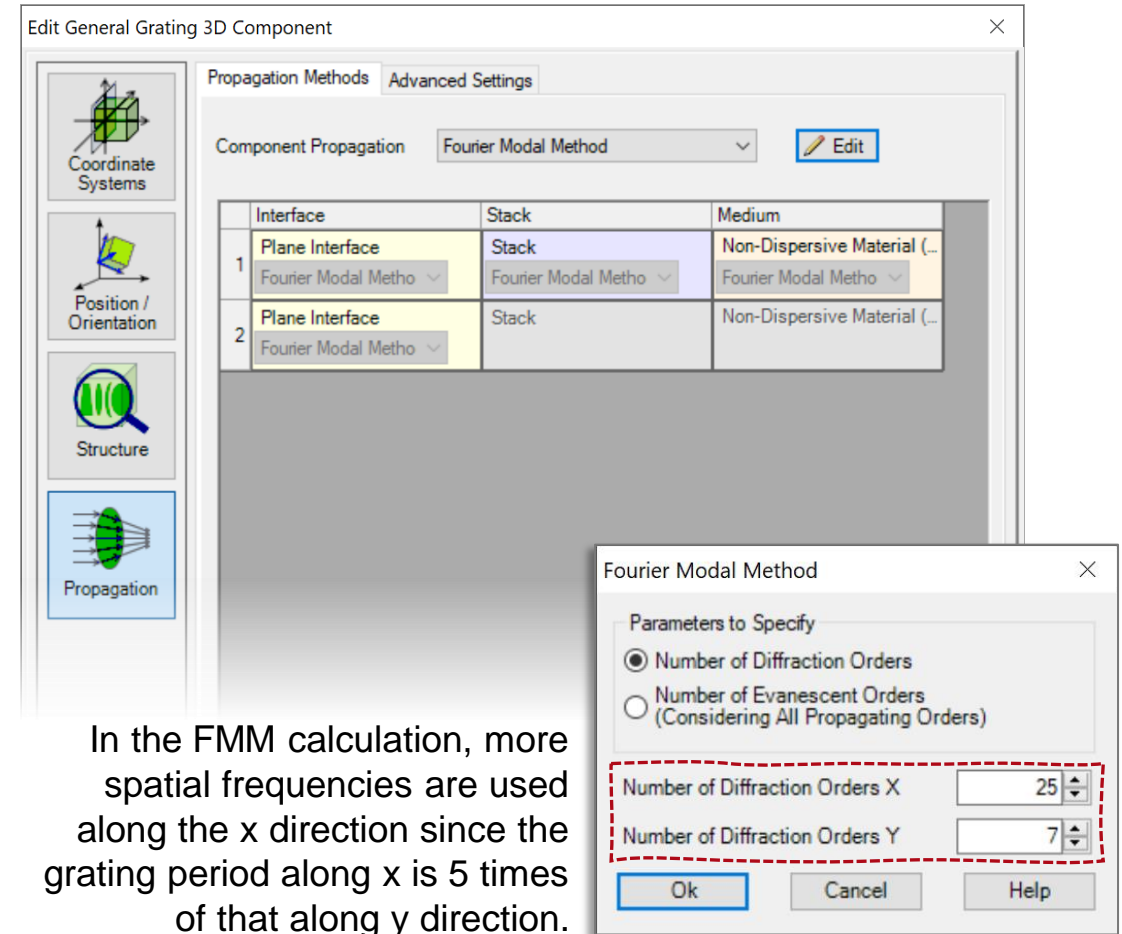 Edit General Grating 3D Component
Coordinate
Systems
Position /
Orientation
Structure
Propagation
Propagation Methods Advanced Settings
Component Propagation Fourier Modal Method Edit
Interface Stack Medium
1 Plane Interface Stack Non-Dispersive Material (...
Fourier Modal Metho Fourier Modal Metho Fourier Modal Metho
2 Plane Interface Stack Non-Dispersive Material (...
Fourier Modal Metho
In the FMM calculation, more
spatial frequencies are used
along the x direction since the
grating period along x is 5 times
of that along y direction.
Fourier Modal Method
Parameters to Specify
Number of Diffraction Orders
Number of Evanescent Orders
(Considering All Propagating Orders)
Number of Diffraction Orders X 25
Number of Diffraction Orders Y 7
Ok Cancel Help